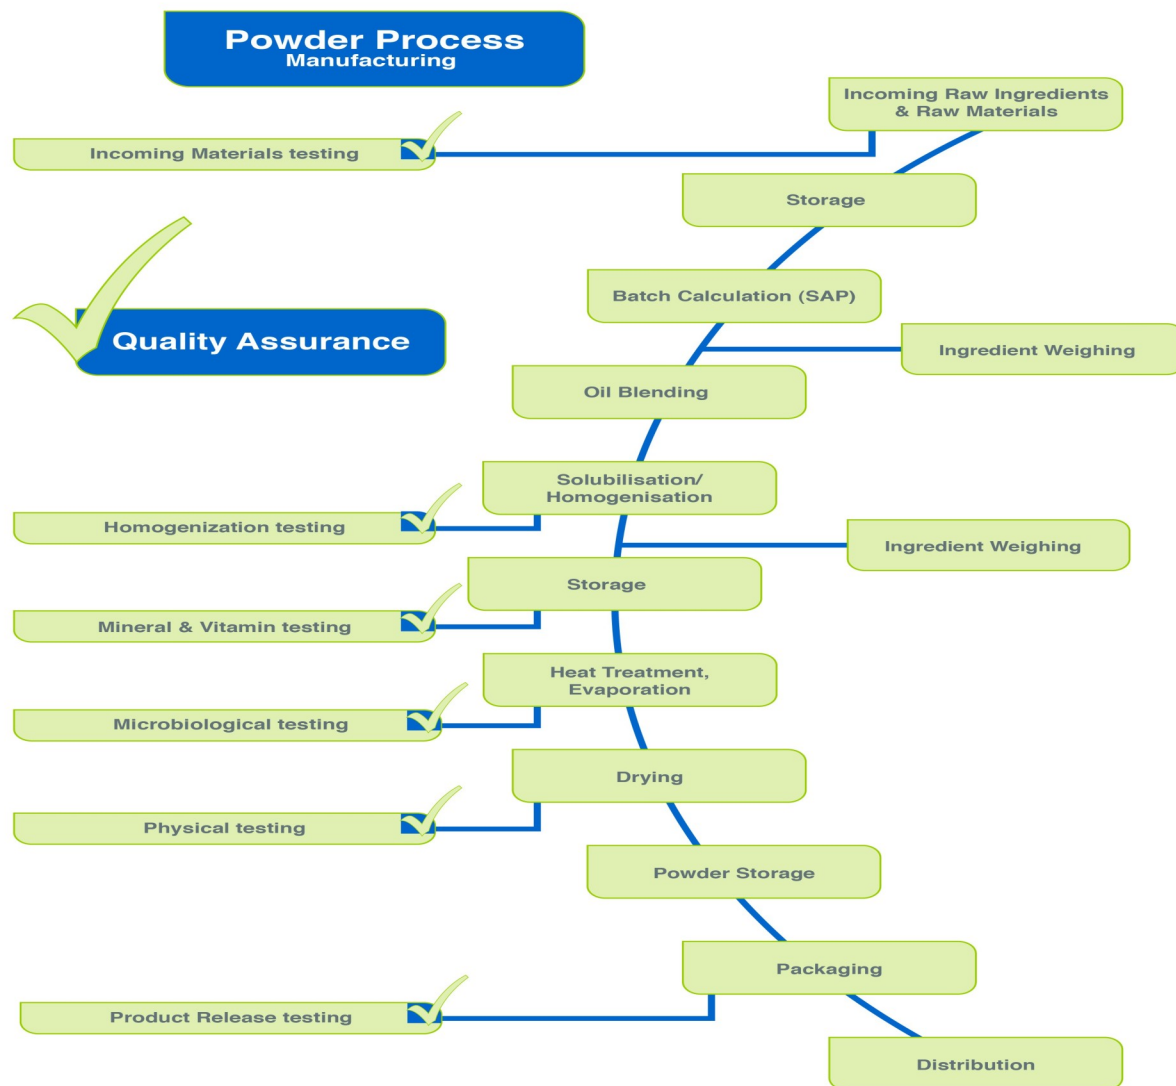 Powder Process
Manufacturing
Incoming Raw Ingredients
& Raw Materials
Incoming Materials testing
Storage
Batch Calculation (SAP)
Quality Assurance
Ingredient Weighing
Oil Blending
Solubilisation/
Homogenisation
Homogenization testing
Ingredient Weighing
Storage
Mineral & Vitamin testing
Heat Treatment,
Evaporation
Microbiological testing
Drying
Physical testing
Powder Storage
Packaging
Product Release testing
Distribution